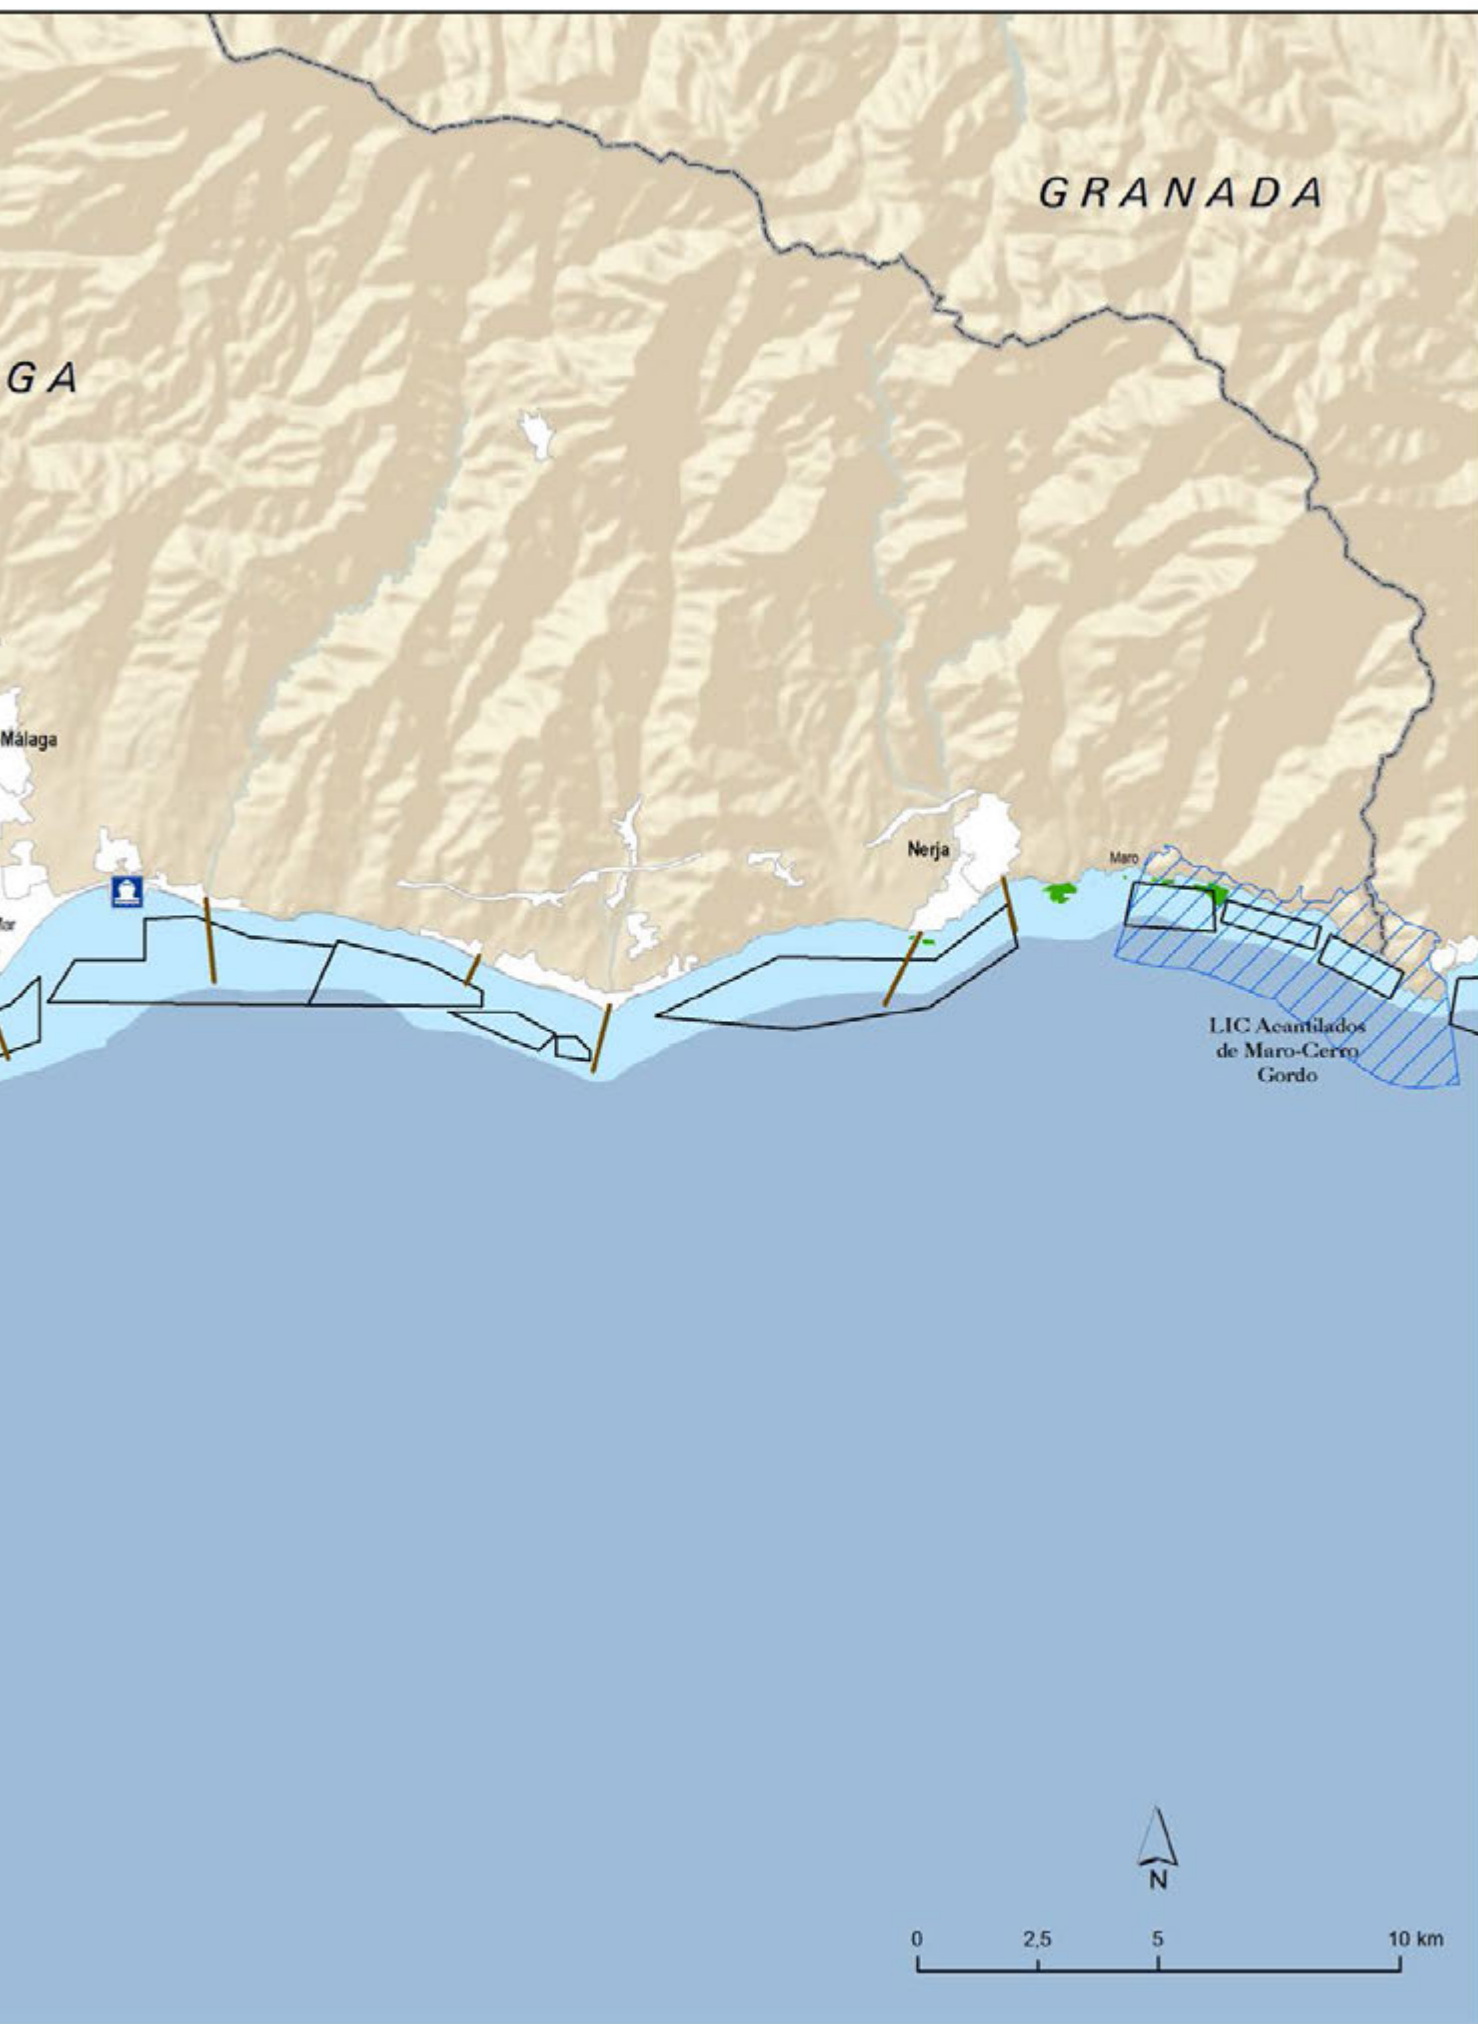 GRANADA
GA
Málaga
Nerja
Maro
LIC Acantilados
de Maro-Cerro
Gordo
N
0 2,5 5 10 km